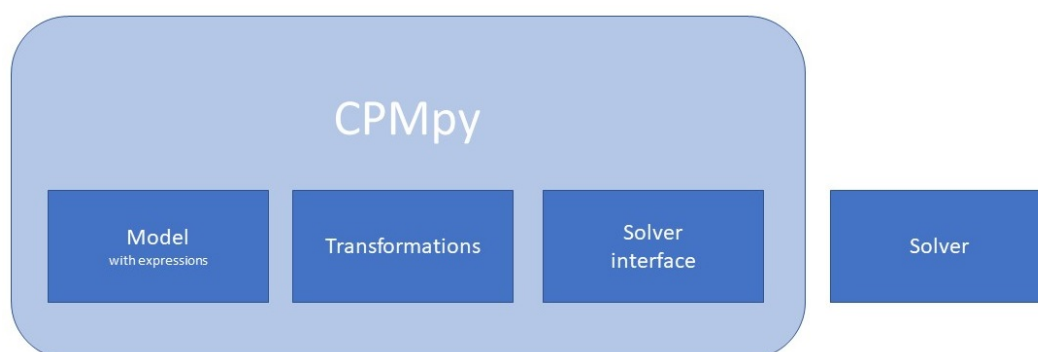 CPMpy
Model
with expressions
Transformations
Solver
interface
Solver